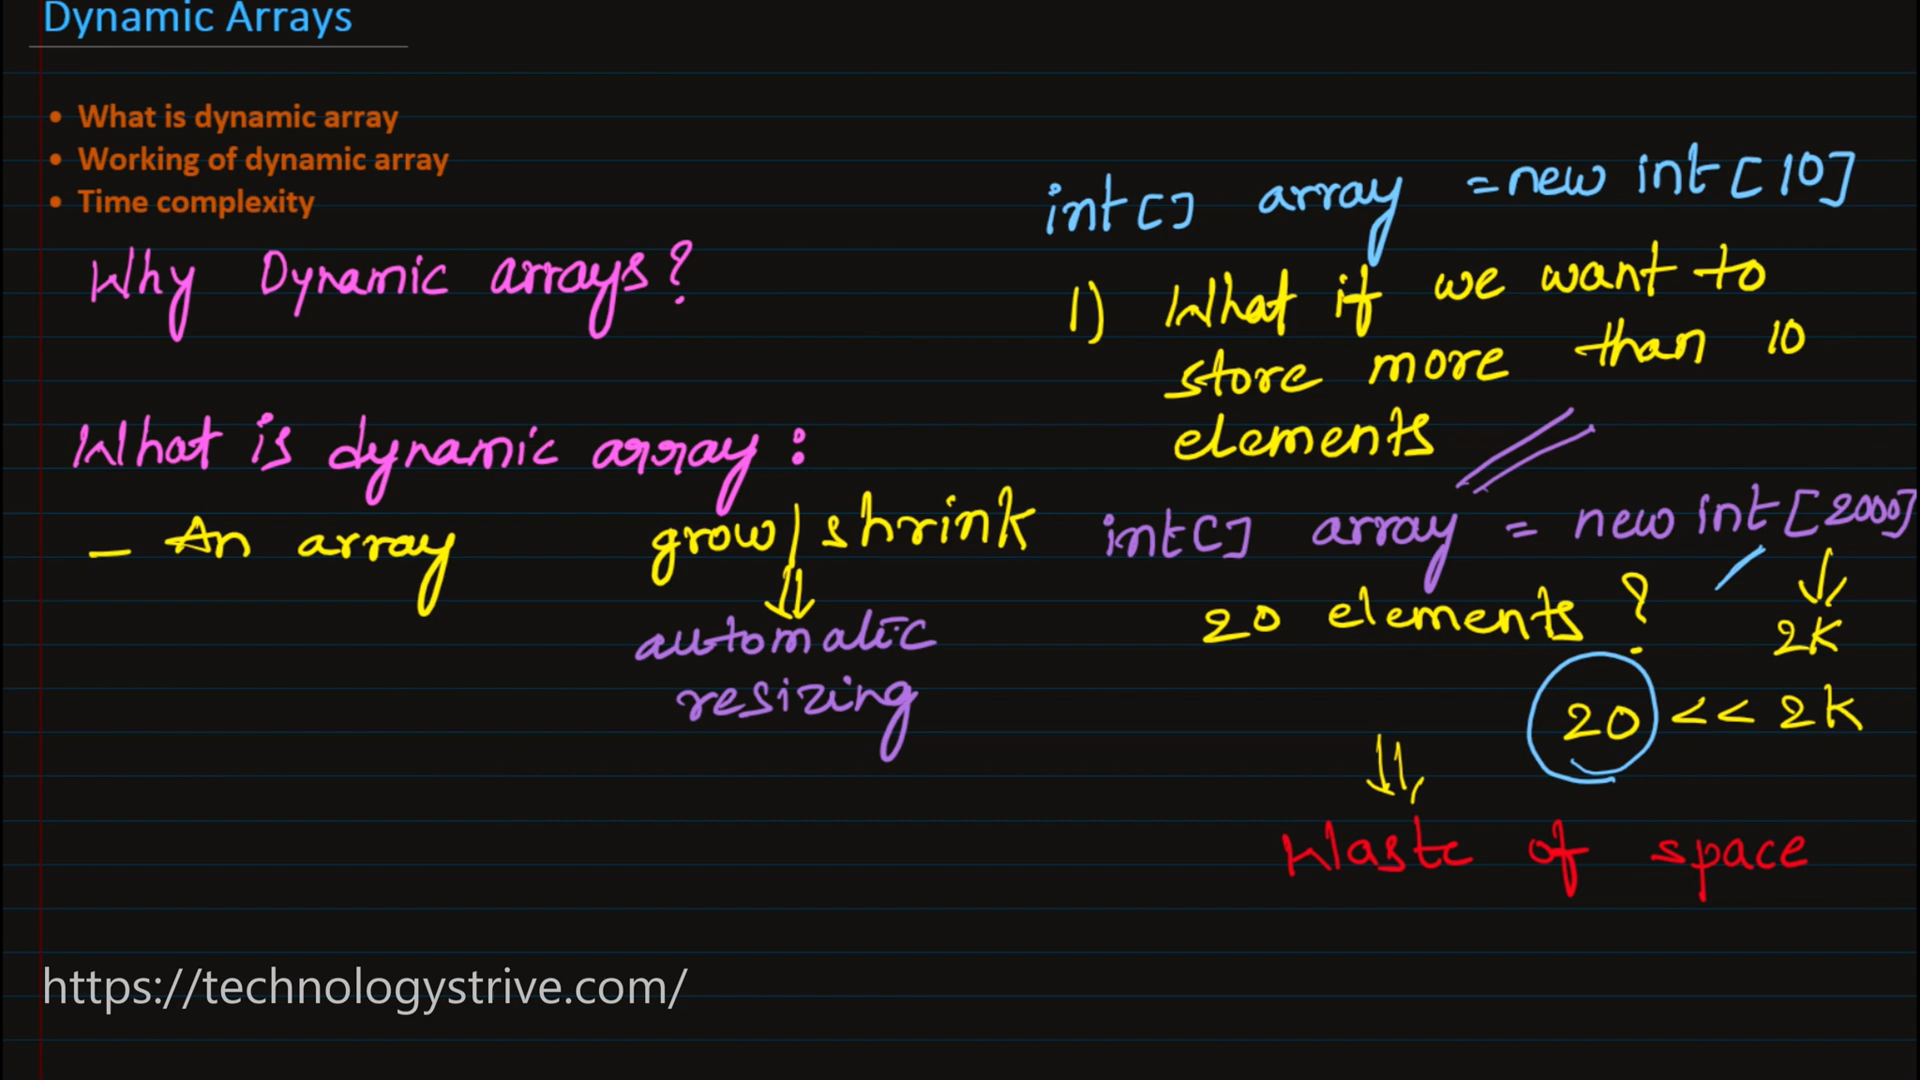 Dynamic Arrays
• What is dynamic array
• Working of dynamic array
• Time complexity
Why Dynamic arrays?
What is dynamic array:
- An array grow/shrink
automatic
resizing
int[] array = new int[10]
1) What if we want to
store more than 10
elements
int[] array = new int[2000]
20 elements?
2K
20 << 2K
Waste of space
https://technologystrive.com/